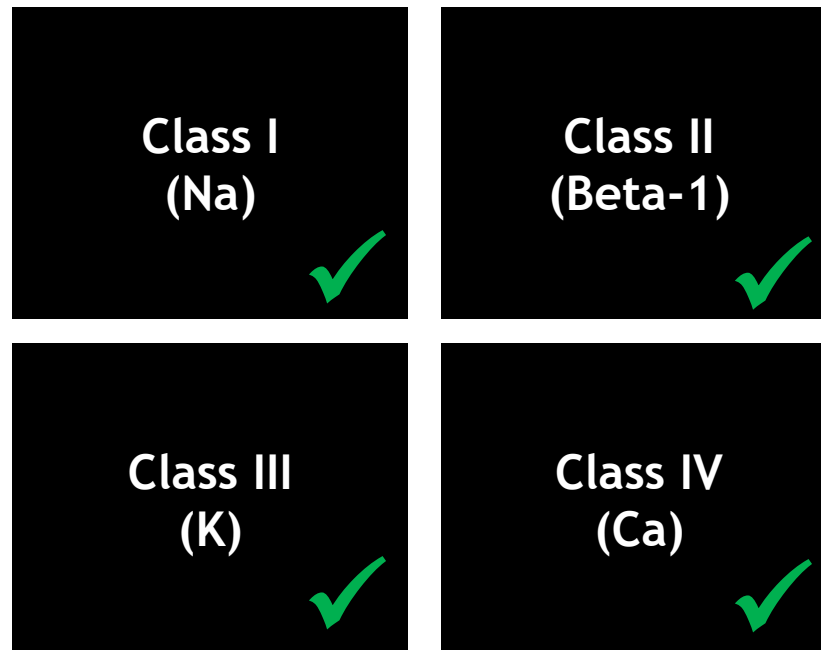 Class I
(Na)
Class II
(Beta-1)
Class III
(K)
Class IV
(Ca)